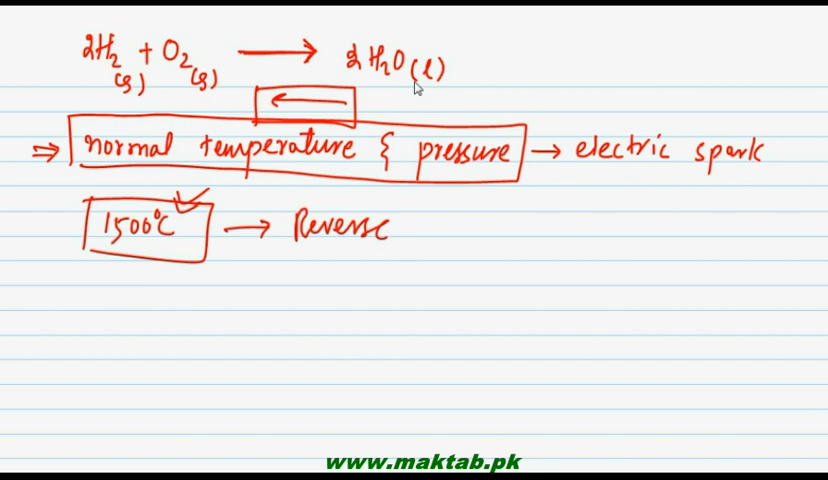 2H₂(g) + O₂(g) ⟶ 2H₂O(l)
⟵
⇒ normal temperature & pressure → electric spark
1500°C ✓ → Reverse
www.maktab.pk